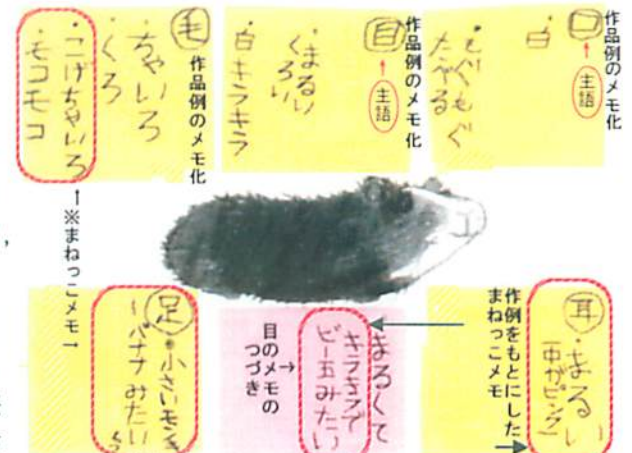 作品例のメモ化
口
主語
・白
・もぐもぐ
たべる
作品例のメモ化
目
主語
・まるい
くろい
・白キラキラ
作品例のメモ化
毛
・ちゃいろ
・くろ
・こげちゃいろ
・モコモコ
※まねっこメモ
耳
・まるい
中がピンク
作例をもとにした
まねっこメモ
まるくて
キラキラで
ビー玉みたい
目のメモの
つづき
足
・小さい
バナナみたい